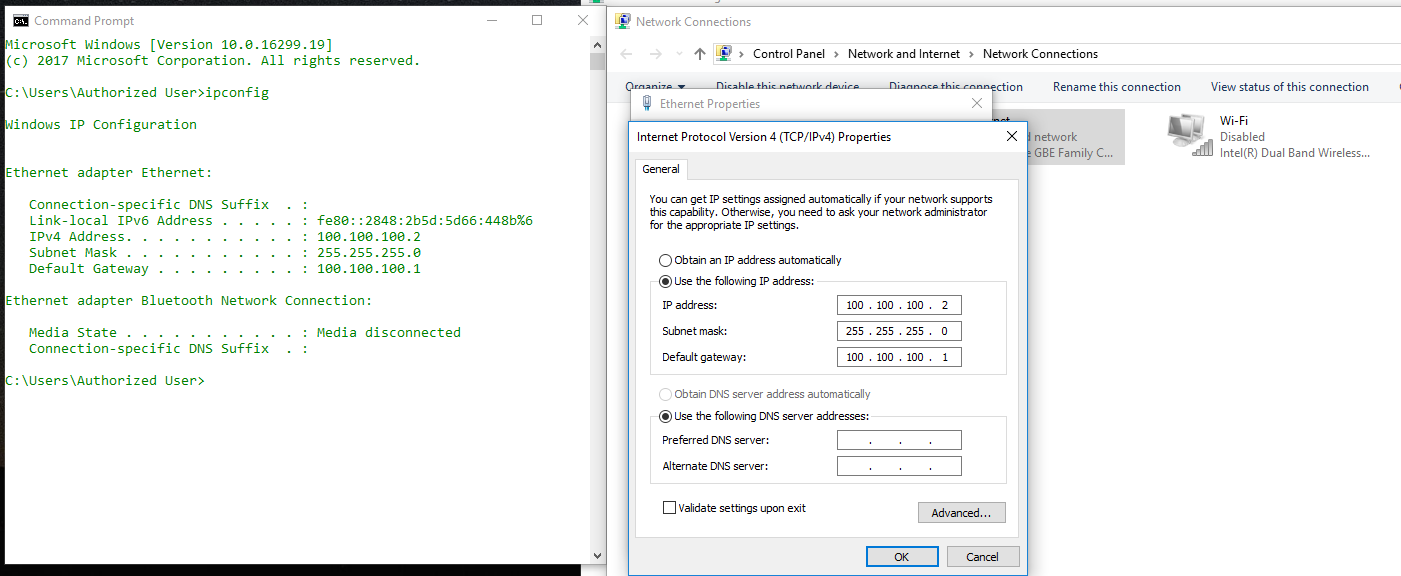 Command Prompt
Microsoft Windows [Version 10.0.16299.19]
(c) 2017 Microsoft Corporation. All rights reserved.
C:\Users\Authorized User>ipconfig
Windows IP Configuration
Ethernet adapter Ethernet:
Connection-specific DNS Suffix . :
Link-local IPv6 Address . . . . . : fe80::2848:2b5d:5d66:448b%6
IPv4 Address. . . . . . . . . . . : 100.100.100.2
Subnet Mask . . . . . . . . . . . : 255.255.255.0
Default Gateway . . . . . . . . . : 100.100.100.1
Ethernet adapter Bluetooth Network Connection:
Media State . . . . . . . . . . . : Media disconnected
Connection-specific DNS Suffix . :
C:\Users\Authorized User>
Network Connections
Control Panel > Network and Internet > Network Connections
Organize Disable this network device Diagnose this connection Rename this connection View status of this connection
Ethernet Properties
Internet Protocol Version 4 (TCP/IPv4) Properties
General
You can get IP settings assigned automatically if your network supports
this capability. Otherwise, you need to ask your network administrator
for the appropriate IP settings.
Obtain an IP address automatically
Use the following IP address:
IP address: 100 . 100 . 100 . 2
Subnet mask: 255 . 255 . 255 . 0
Default gateway: 100 . 100 . 100 . 1
Obtain DNS server address automatically
Use the following DNS server addresses:
Preferred DNS server: . . .
Alternate DNS server: . . .
Validate settings upon exit
Advanced...
OK Cancel
network
GBE Family C...
Wi-Fi
Disabled
Intel(R) Dual Band Wireless...